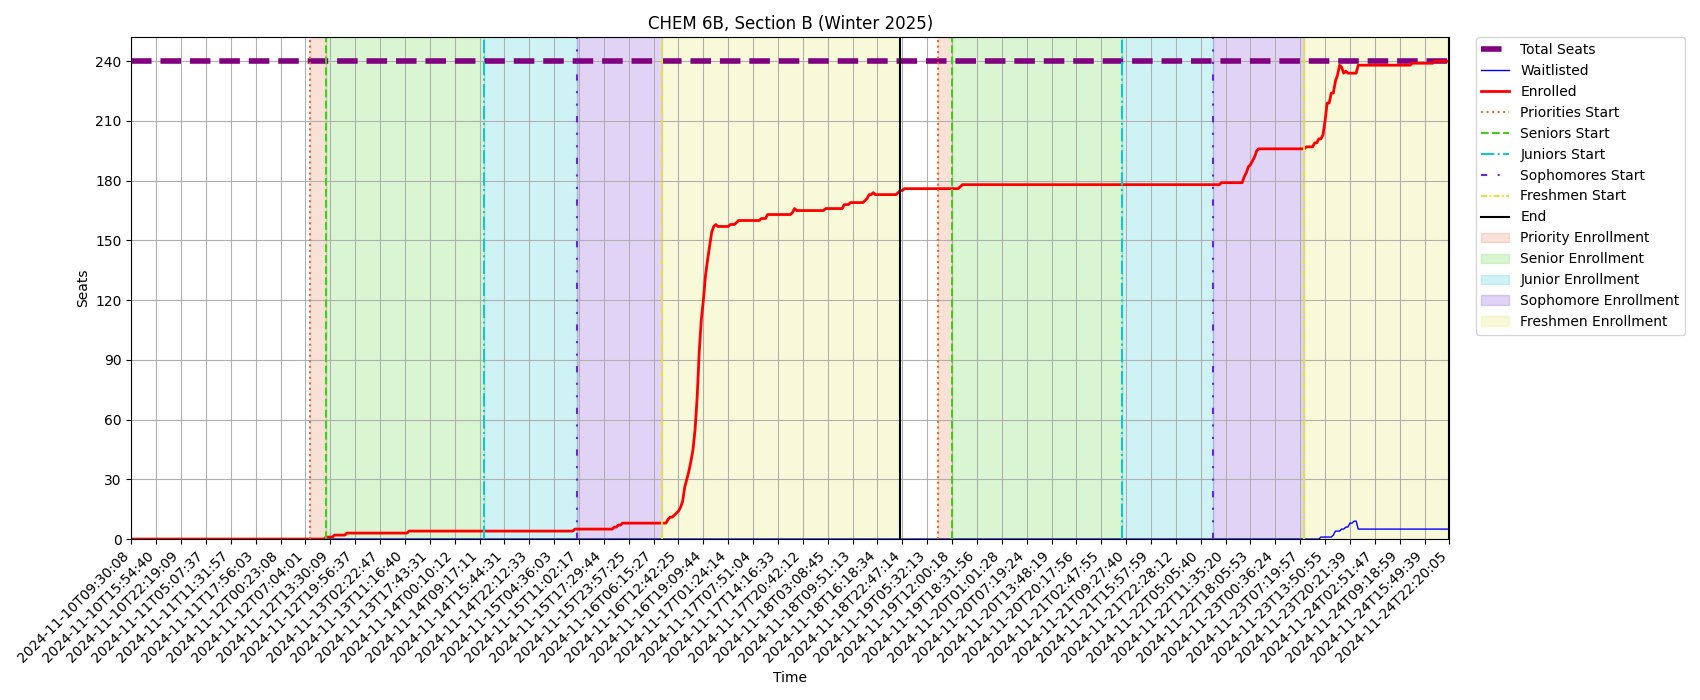 CHEM 6B, Section B (Winter 2025)
Seats
240
210
180
150
120
90
60
30
0
2024-11-10T09:30:08
2024-11-10T15:54:40
2024-11-10T22:19:09
2024-11-11T05:07:37
2024-11-11T11:31:57
2024-11-11T17:56:03
2024-11-12T00:23:08
2024-11-12T07:04:01
2024-11-12T13:30:09
2024-11-12T19:56:37
2024-11-13T03:22:47
2024-11-13T11:16:40
2024-11-13T17:43:31
2024-11-14T00:10:12
2024-11-14T09:17:11
2024-11-14T15:44:31
2024-11-14T22:12:33
2024-11-15T04:36:03
2024-11-15T11:02:17
2024-11-15T17:29:44
2024-11-15T23:57:25
2024-11-16T06:15:27
2024-11-16T12:42:25
2024-11-16T19:09:44
2024-11-17T01:24:14
2024-11-17T07:51:04
2024-11-17T14:16:33
2024-11-17T20:42:12
2024-11-18T03:08:45
2024-11-18T09:51:13
2024-11-18T16:18:34
2024-11-18T22:47:14
2024-11-19T05:32:13
2024-11-19T12:00:18
2024-11-19T18:31:56
2024-11-20T01:01:28
2024-11-20T07:19:24
2024-11-20T13:48:19
2024-11-20T20:17:56
2024-11-21T02:47:55
2024-11-21T09:27:40
2024-11-21T15:57:59
2024-11-21T22:28:12
2024-11-22T05:05:40
2024-11-22T11:35:20
2024-11-22T18:05:53
2024-11-23T00:36:24
2024-11-23T07:19:57
2024-11-23T13:50:55
2024-11-23T20:21:39
2024-11-24T02:51:47
2024-11-24T09:18:59
2024-11-24T15:49:39
2024-11-24T22:20:05
Time
Total Seats
Waitlisted
Enrolled
Priorities Start
Seniors Start
Juniors Start
Sophomores Start
Freshmen Start
End
Priority Enrollment
Senior Enrollment
Junior Enrollment
Sophomore Enrollment
Freshmen Enrollment